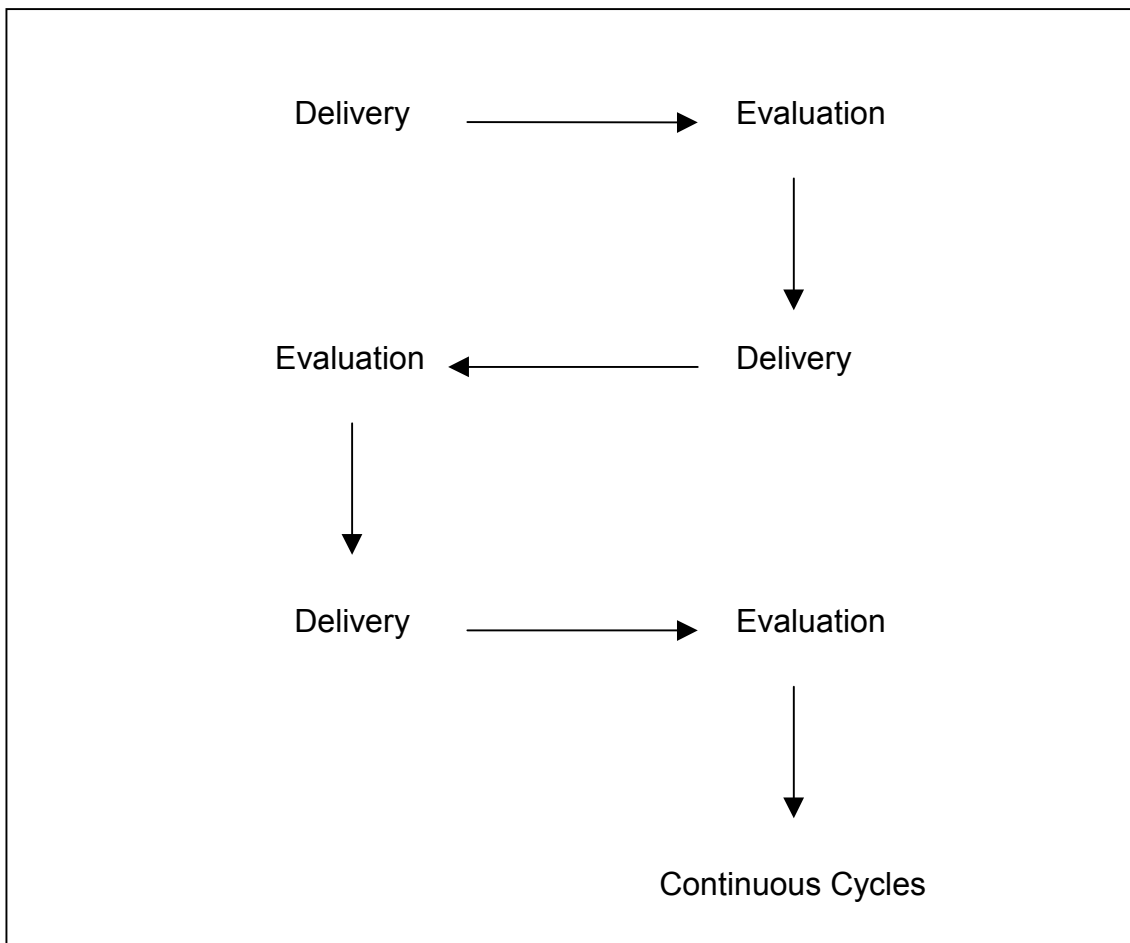 Delivery
Evaluation
Evaluation
Delivery
Delivery
Evaluation
Continuous Cycles